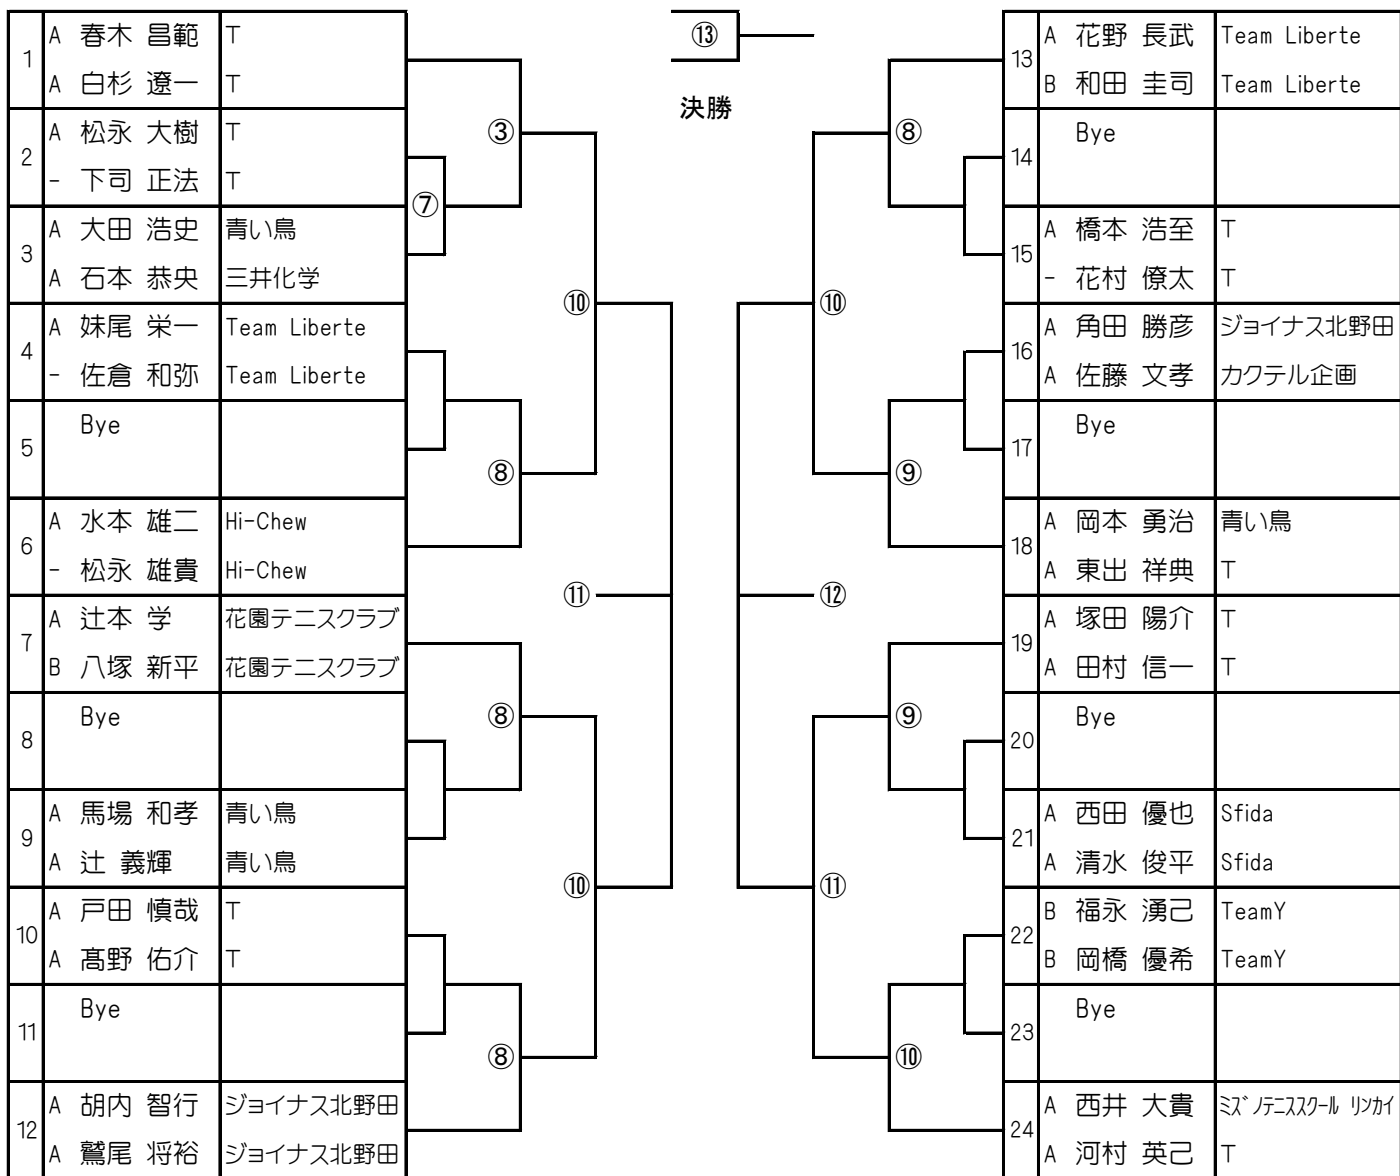 1 A 春木 昌範 T
A 白杉 遼一 T
2 A 松永 大樹 T
- 下司 正法 T
3 A 大田 浩史 青い鳥
A 石本 恭央 三井化学
4 A 妹尾 栄一 Team Liberte
- 佐倉 和弥 Team Liberte
5 Bye
6 A 水本 雄二 Hi-Chew
- 松永 雄貴 Hi-Chew
7 A 辻本 学 花園テニスクラブ
B 八塚 新平 花園テニスクラブ
8 Bye
9 A 馬場 和孝 青い鳥
A 辻 義輝 青い鳥
10 A 戸田 慎哉 T
A 髙野 佑介 T
11 Bye
12 A 胡内 智行 ジョイナス北野田
A 鷲尾 将裕 ジョイナス北野田
③
⑦
⑩
⑧
⑪
⑧
⑩
⑧
⑬
決勝
⑧
⑩
⑨
⑫
⑨
⑪
⑩
13 A 花野 長武 Team Liberte
B 和田 圭司 Team Liberte
14 Bye
15 A 橋本 浩至 T
- 花村 僚太 T
16 A 角田 勝彦 ジョイナス北野田
A 佐藤 文孝 カクテル企画
17 Bye
18 A 岡本 勇治 青い鳥
A 東出 祥典 T
19 A 塚田 陽介 T
A 田村 信一 T
20 Bye
21 A 西田 優也 Sfida
A 清水 俊平 Sfida
22 B 福永 湧己 TeamY
B 岡橋 優希 TeamY
23 Bye
24 A 西井 大貴 ミズノテニススクール リンカイ
A 河村 英己 T